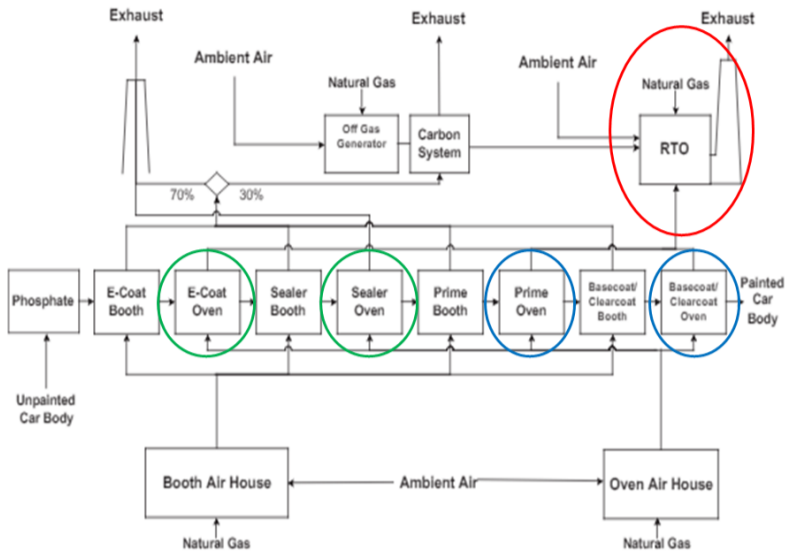 Exhaust
Exhaust
Exhaust
Ambient Air
Natural Gas
Ambient Air
Natural Gas
Off Gas
Generator
Carbon
System
RTO
70%
30%
Phosphate
E-Coat
Booth
E-Coat
Oven
Sealer
Booth
Sealer
Oven
Prime
Booth
Prime
Oven
Basecoat/
Clearcoat
Booth
Basecoat/
Clearcoat
Oven
Painted
Car
Body
Unpainted
Car Body
Booth Air House
Ambient Air
Oven Air House
Natural Gas
Natural Gas